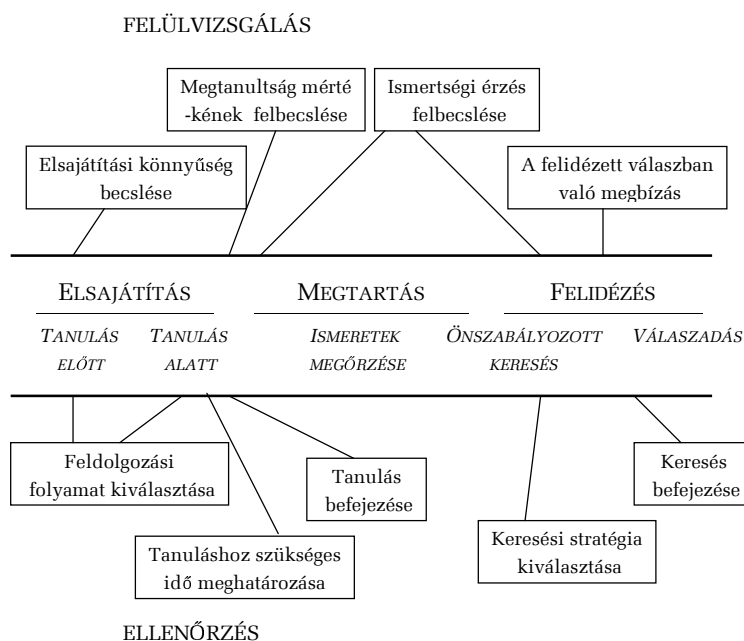 FELÜLVIZSGÁLÁS
Megtanultság mérté
-kének felbecslése
Ismertségi érzés
felbecslése
Elsajátítási könnyűség
becslése
A felidézett válaszban
való megbízás
ELSAJÁTÍTÁS
MEGTARTÁS
FELIDÉZÉS
TANULÁS
ELŐTT
TANULÁS
ALATT
ISMERETEK
MEGŐRZÉSE
ÖNSZABÁLYOZOTT
KERESÉS
VÁLASZADÁS
Feldolgozási
folyamat kiválasztása
Tanulás
befejezése
Keresés
befejezése
Tanuláshoz szükséges
idő meghatározása
Keresési stratégia
kiválasztása
ELLENŐRZÉS